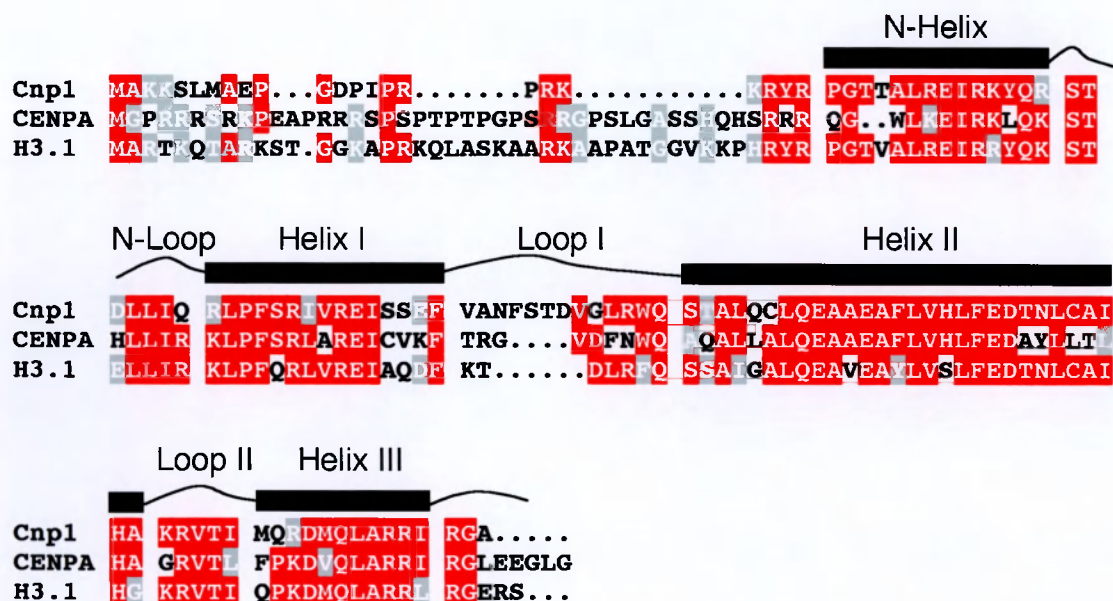 N-Helix
Cnp1 MAKKSLMAEP...GDPIPR.......PRK...........KRYR PGTTALREIRKYQR ST
CENPA MGPRRRSRKPEAPRRRSPSPTPTPGPSRRGPSLGASSHQHSRRR QG..WLKEIRKLQK ST
H3.1 MARTKQTARKST.GGKAPRKQLASKAARKAAPATGGVKKPHRYR PGTVALREIRRYQK ST
N-Loop Helix I Loop I Helix II
Cnp1 DLLIQ RLPFSRIVREISSEF VANFSTDVGLRWQ STALQCLQEAAEAFLVHLFEDTNLCAI
CENPA HLLIR KLPFSRLAREICVKF TRG....VDFNWQ AQALLALQEAAEAFLVHLFEDAYLLTL
H3.1 ELLIR KLPFQRLVREIAQDF KT......DLRFQ SSAIGALQEAVEAYLVSLFEDTNLCAI
Loop II Helix III
Cnp1 HA KRVTI MQRDMQLARRI RGA.....
CENPA HA GRVTL FPKDVQLARRI RGLEEGLG
H3.1 HG KRVTI QPKDMQLARRL RGERS...